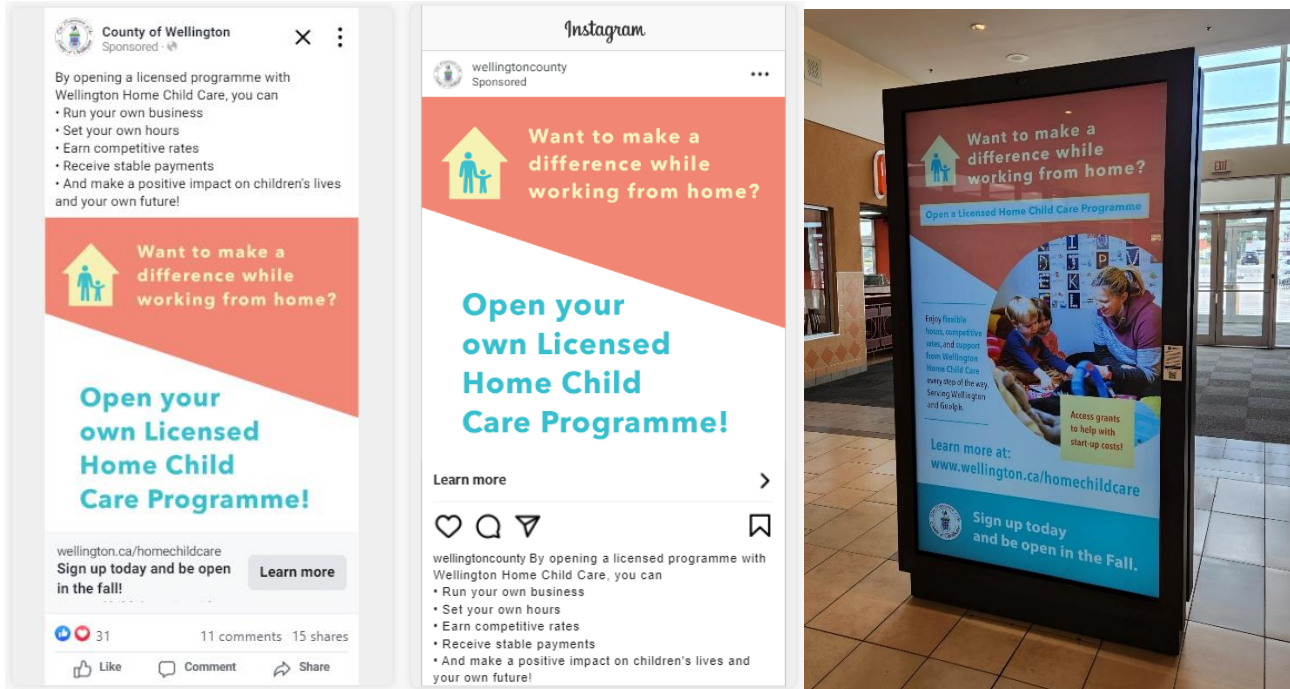 County of Wellington
Sponsored ·
By opening a licensed programme with
Wellington Home Child Care, you can
• Run your own business
• Set your own hours
• Earn competitive rates
• Receive stable payments
• And make a positive impact on children's lives
and your own future!
Want to make a
difference while
working from home?
Open your
own Licensed
Home Child
Care Programme!
wellington.ca/homechildcare
Sign up today and be open
in the fall!
Learn more
31
11 comments 15 shares
Like
Comment
Share
Instagram
wellingtoncounty
Sponsored
Want to make a
difference while
working from home?
Open your
own Licensed
Home Child
Care Programme!
Learn more
wellingtoncounty By opening a licensed programme with
Wellington Home Child Care, you can
• Run your own business
• Set your own hours
• Earn competitive rates
• Receive stable payments
• And make a positive impact on children's lives and
your own future!
Want to make a
difference while
working from home?
Open a Licensed Home Child Care Programme
I
P V
E K
L
Enjoy flexible
hours, competitive
rates, and support
from Wellington
Home Child Care
every step of the way.
Serving Wellington
and Guelph.
Access grants
to help with
start-up costs!
Learn more at:
www.wellington.ca/homechildcare
Sign up today
and be open in the Fall.
EXIT